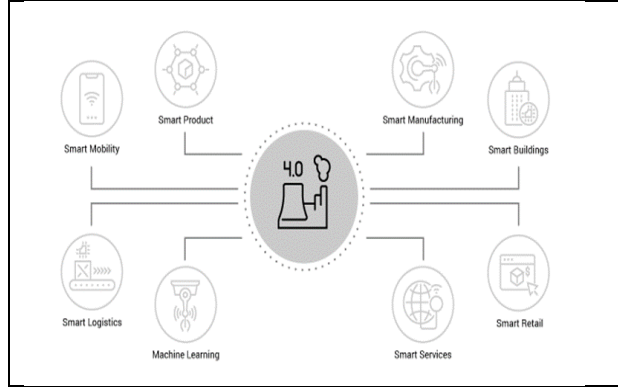 Smart Product
Smart Manufacturing
Smart Mobility
Smart Buildings
4.0
Smart Logistics
Smart Retail
Machine Learning
Smart Services
$